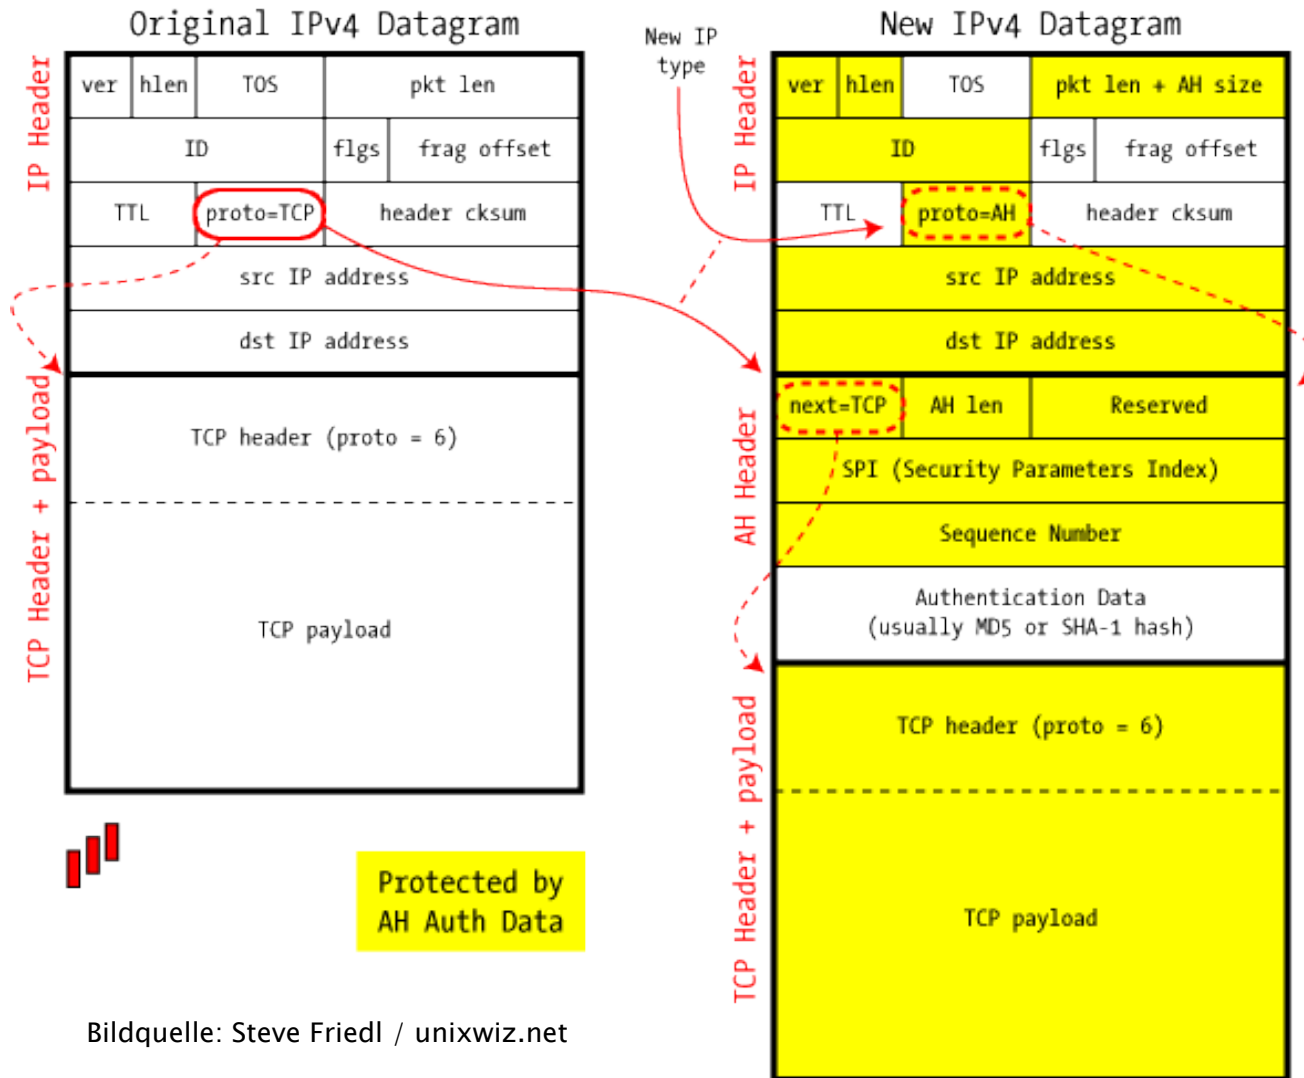 Original IPv4 Datagram
IP Header
ver hlen TOS pkt len
ID flgs frag offset
TTL proto=TCP header cksum
src IP address
dst IP address
TCP Header + payload
TCP header (proto = 6)
TCP payload
New IP
type
New IPv4 Datagram
IP Header
ver hlen TOS pkt len + AH size
ID flgs frag offset
TTL proto=AH header cksum
src IP address
dst IP address
AH Header
next=TCP AH len Reserved
SPI (Security Parameters Index)
Sequence Number
Authentication Data
(usually MD5 or SHA-1 hash)
TCP Header + payload
TCP header (proto = 6)
TCP payload
Protected by
AH Auth Data
Bildquelle: Steve Friedl / unixwiz.net